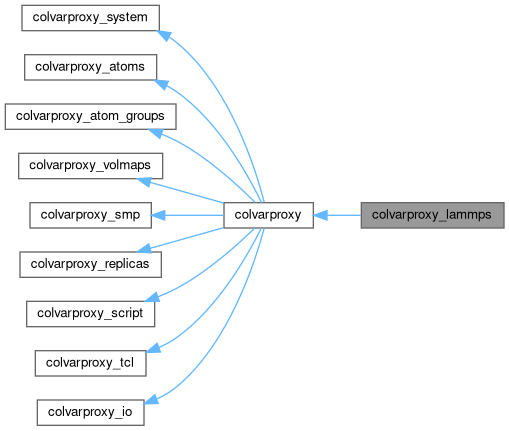 colvarproxy_system
colvarproxy_atoms
colvarproxy_atom_groups
colvarproxy_volmaps
colvarproxy_smp
colvarproxy
colvarproxy_lammps
colvarproxy_replicas
colvarproxy_script
colvarproxy_tcl
colvarproxy_io